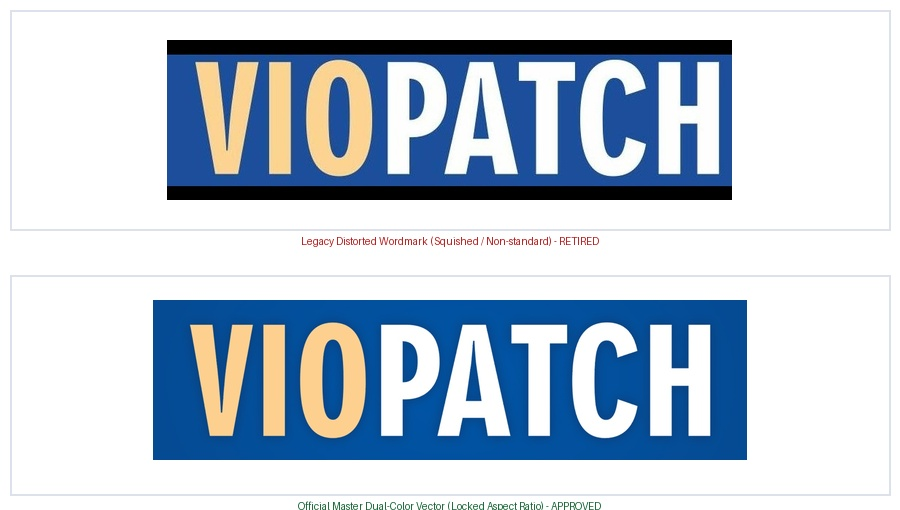 VIOPATCH
Legacy Distorted Wordmark (Squished / Non-standard) - RETIRED
VIOPATCH
Official Master Dual-Color Vector (Locked Aspect Ratio) - APPROVED